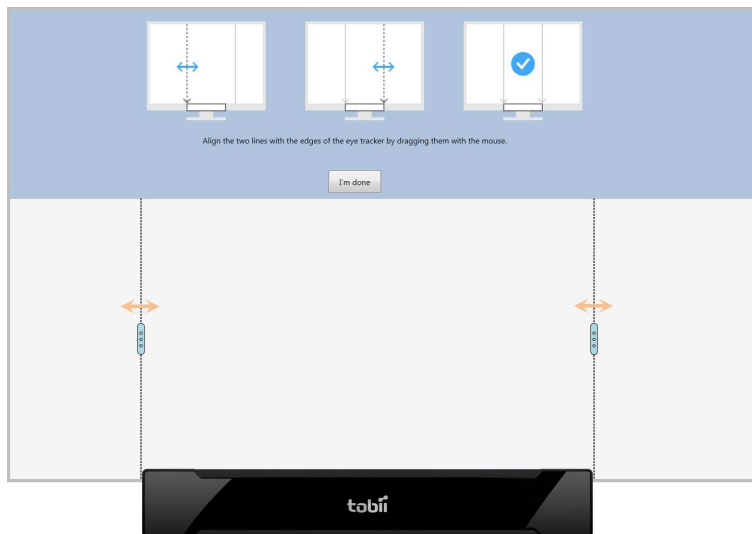 Align the two lines with the edges of the eye tracker by dragging them with the mouse.
I'm done
tobii